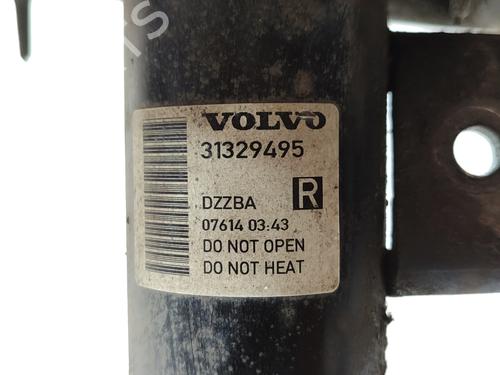 VOLVO
31329495
DZZBA R
07614 03:43
DO NOT OPEN
DO NOT HEAT